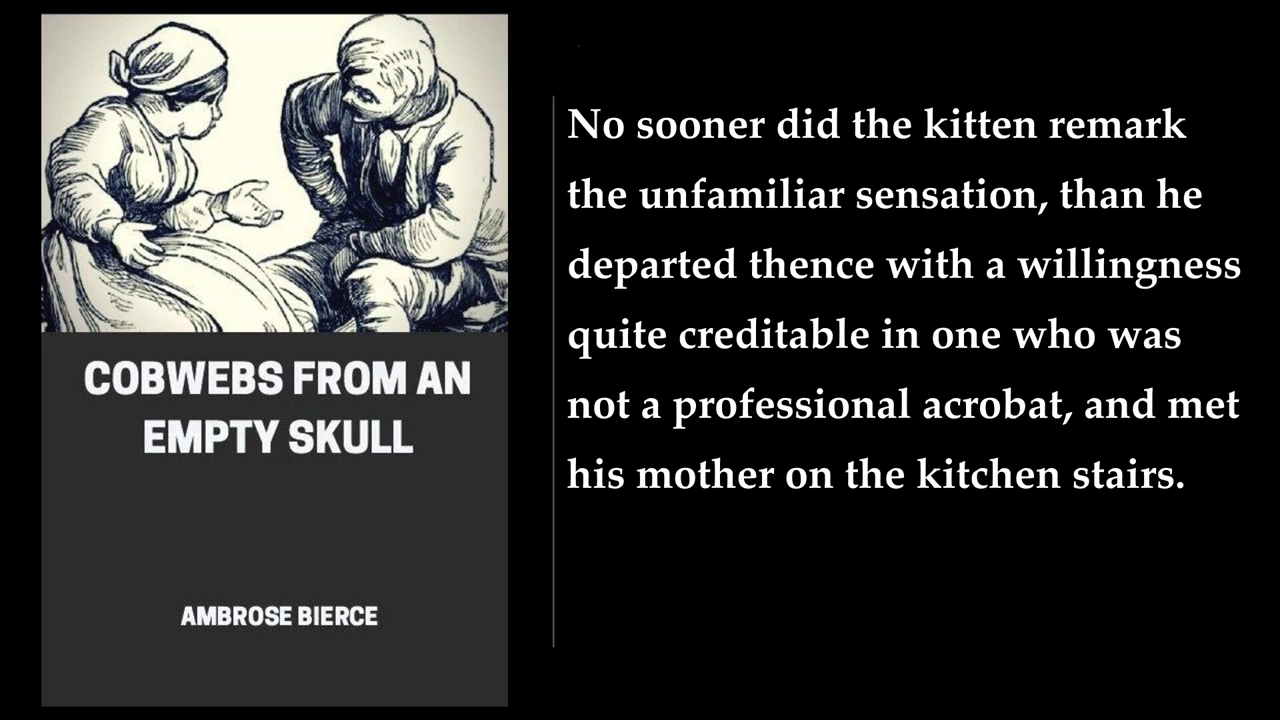 COBWEBS FROM AN
EMPTY SKULL
AMBROSE BIERCE
No sooner did the kitten remark
the unfamiliar sensation, than he
departed thence with a willingness
quite creditable in one who was
not a professional acrobat, and met
his mother on the kitchen stairs.